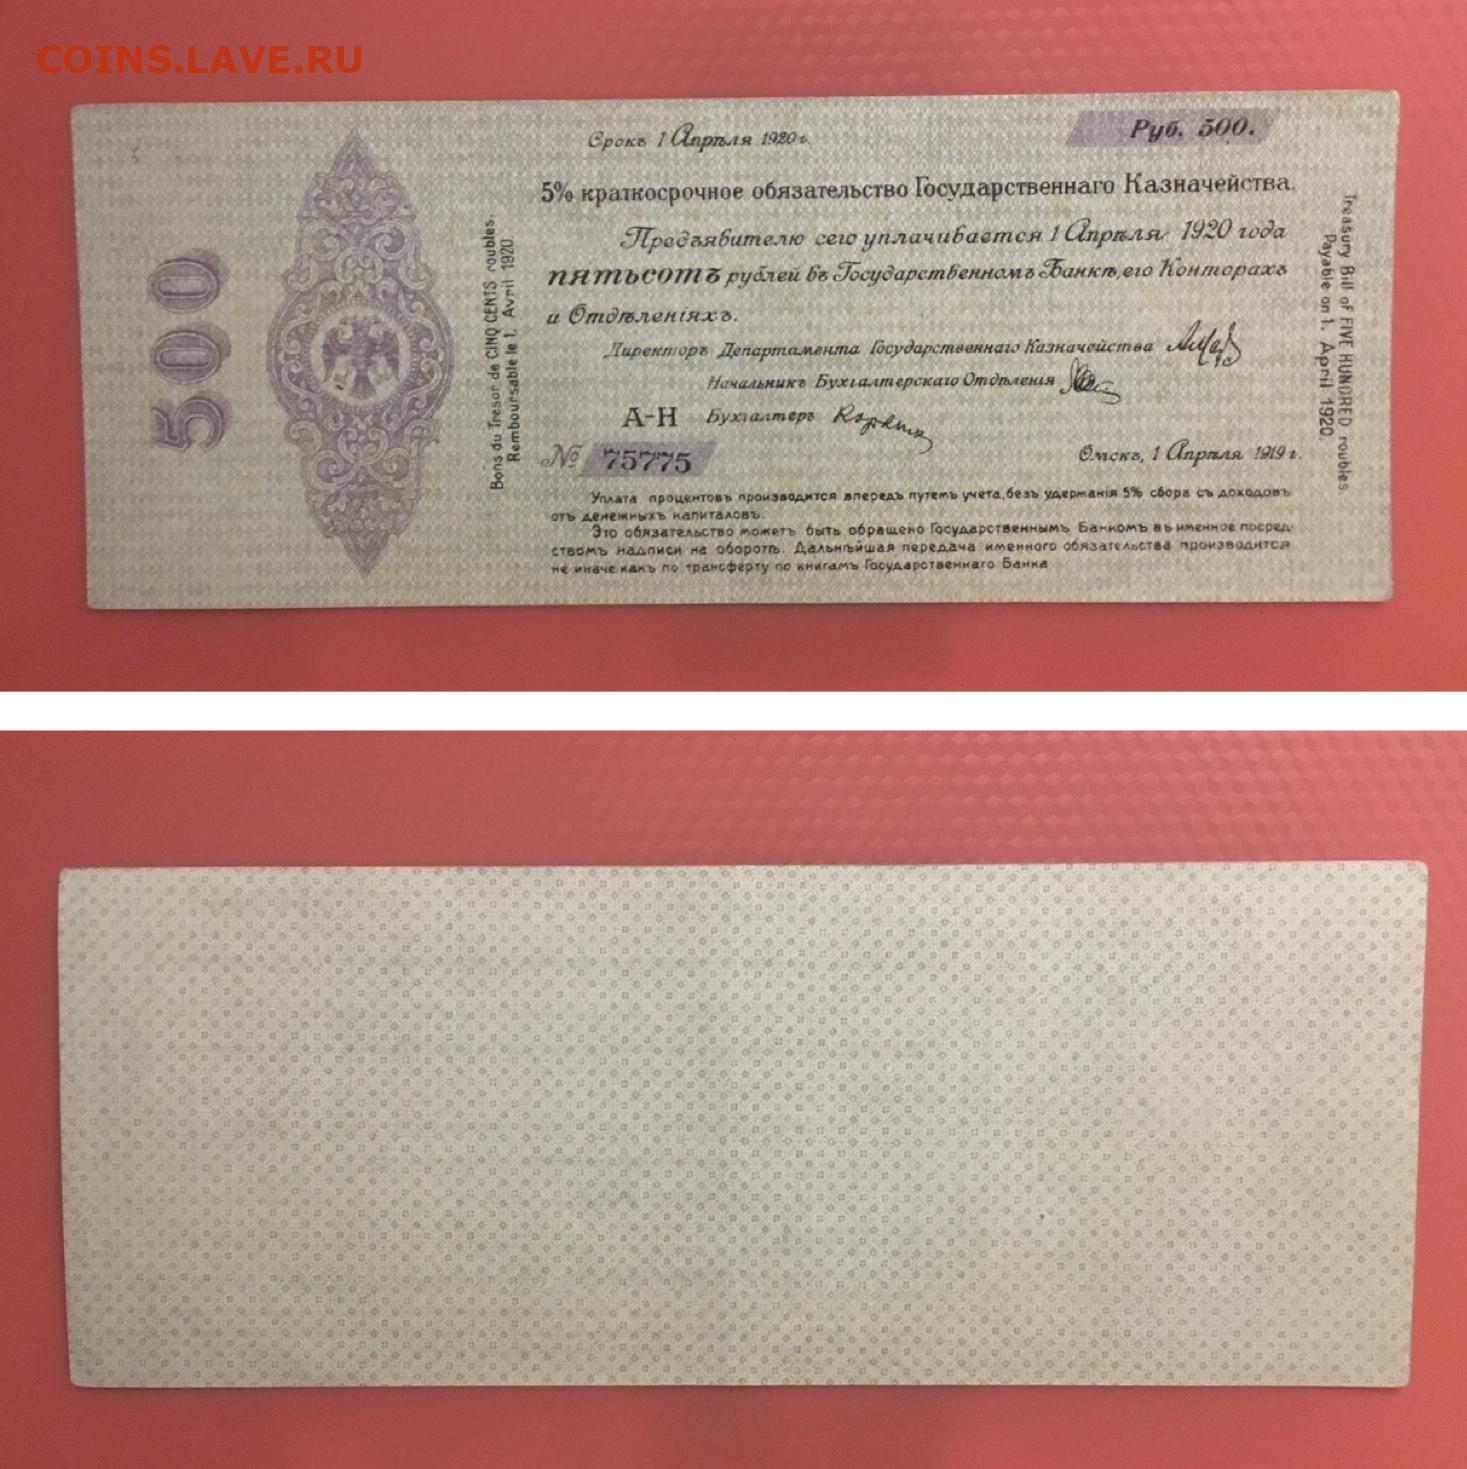 COINS.LAVE.RU
Срокъ 1 Апрѣля 1920 г.
Руб. 500.
5% краткосрочное обязательство Государственнаго Казначейства.
Предъявителю сего уплачивается 1 Апрѣля 1920 года
пятьсотъ рублей въ Государственномъ Банкѣ, его Конторахъ
и Отдѣленіяхъ.
Директоръ Департамента Государственнаго Казначейства
Начальникъ Бухгалтерскаго Отдѣленія
А-Н Бухгалтеръ
№ 75775
Омскъ, 1 Апрѣля 1919 г.
Уплата процентовъ производится впередъ путемъ учета, безъ удержанія 5% сбора съ доходовъ
отъ денежныхъ капиталовъ.
Это обязательство можетъ быть обращено Государственнымъ Банкомъ въ именное посред-
ствомъ надписи на оборотѣ. Дальнѣйшая передача именного обязательства производится
не иначе какъ по трансферту по книгамъ Государственнаго Банка
500
Bons du Tresor de CINQ CENTS roubles.
Remboursable le 1. Avril 1920
Treasury Bill of FIVE HUNDRED roubles.
Payable on 1. April 1920.